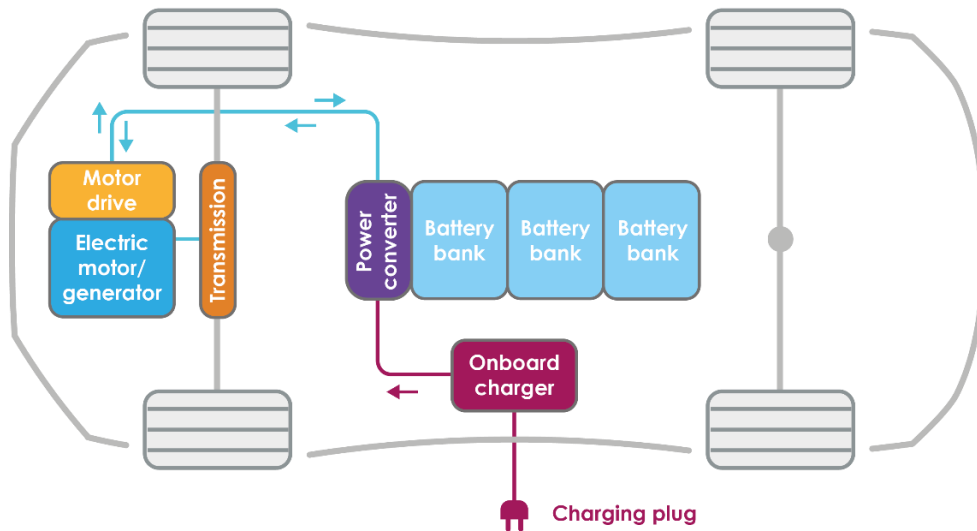 Motor
drive
Electric
motor/
generator
Transmission
Power
converter
Battery
bank
Battery
bank
Battery
bank
Onboard
charger
Charging plug